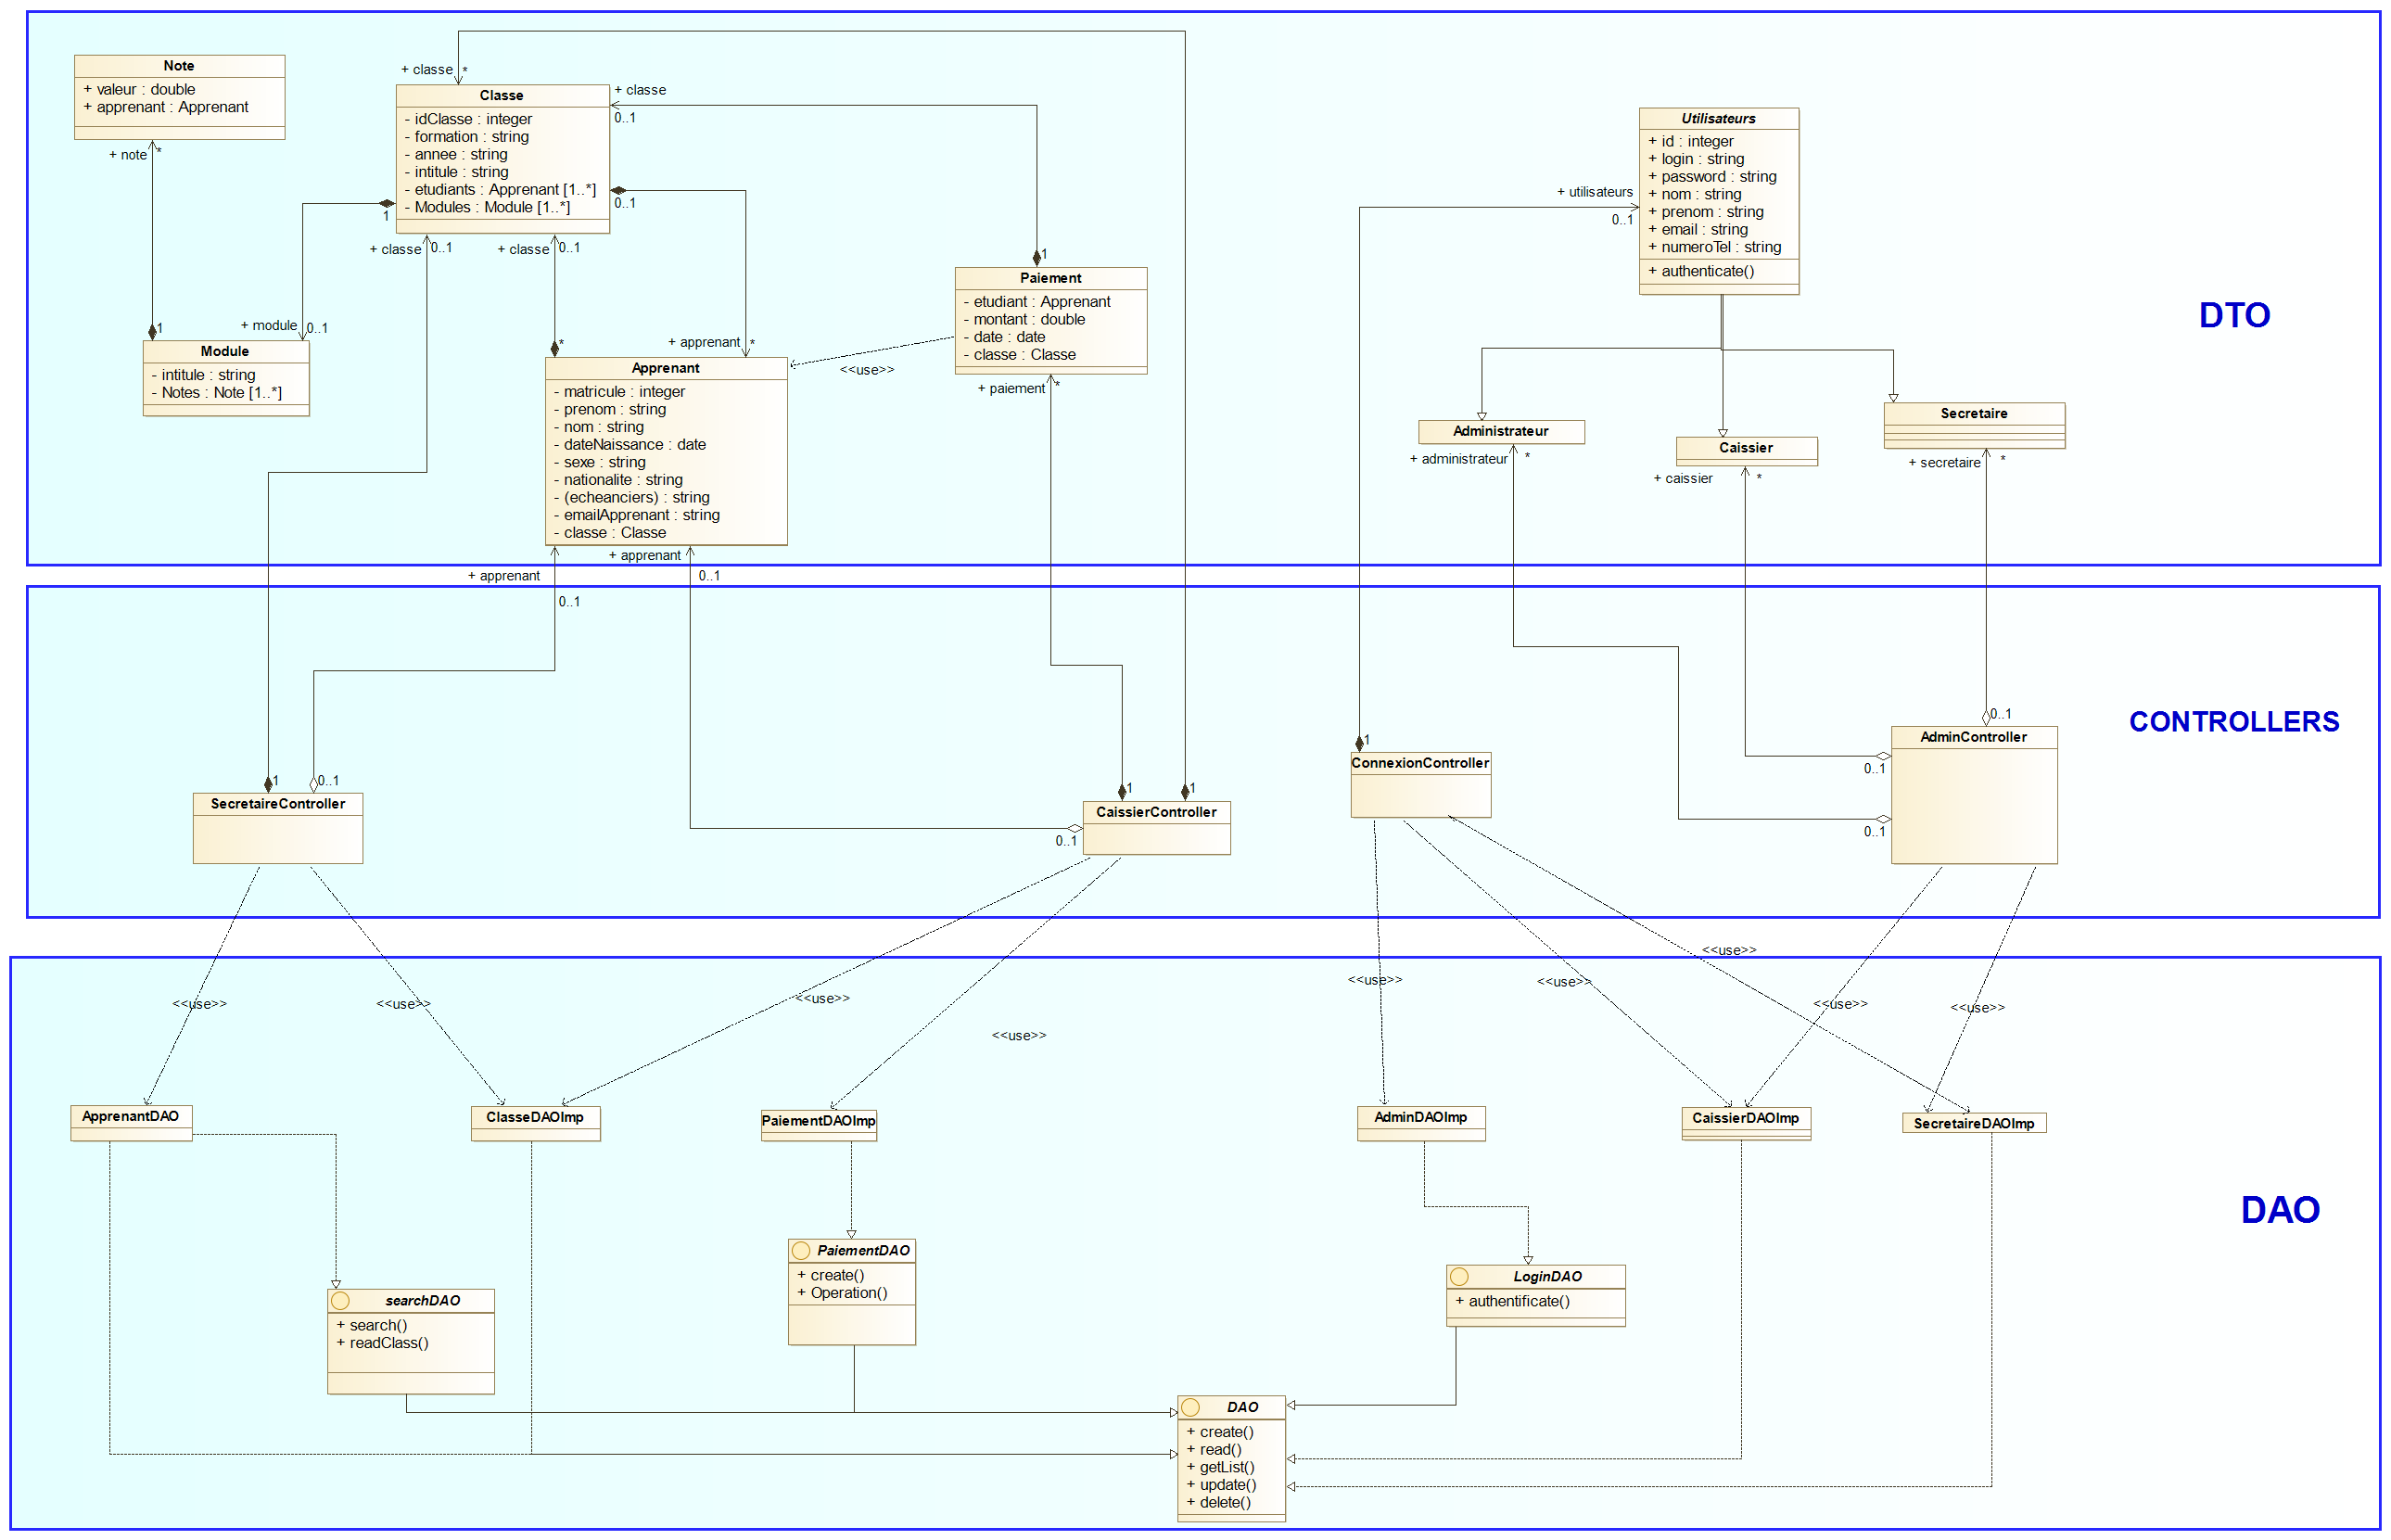 Note
+ valeur : double
+ apprenant : Apprenant
+ note
*
+ classe
*
Classe
- idClasse : integer
- formation : string
- annee : string
- intitule : string
- etudiants : Apprenant [1..*]
- Modules : Module [1..*]
+ classe
0..1
0..1
1
+ classe
0..1
+ classe
0..1
1
+ module
0..1
Module
- intitule : string
- Notes : Note [1..*]
*
+ apprenant
*
Apprenant
- matricule : integer
- prenom : string
- nom : string
- dateNaissance : date
- sexe : string
- nationalite : string
- (echeanciers) : string
- emailApprenant : string
- classe : Classe
<<use>>
1
Paiement
- etudiant : Apprenant
- montant : double
- date : date
- classe : Classe
+ paiement
*
Utilisateurs
+ id : integer
+ login : string
+ password : string
+ nom : string
+ prenom : string
+ email : string
+ numeroTel : string
+ authenticate()
+ utilisateurs
0..1
DTO
Administrateur
+ administrateur
*
Caissier
+ caissier
*
Secretaire
+ secretaire
*
+ apprenant
0..1
+ apprenant
0..1
CONTROLLERS
1
0..1
SecretaireController
1
1
0..1
CaissierController
1
ConnexionController
0..1
0..1
0..1
AdminController
<<use>>
<<use>>
<<use>>
<<use>>
<<use>>
<<use>>
<<use>>
<<use>>
<<use>>
ApprenantDAO
ClasseDAOImp
PaiementDAOImp
AdminDAOImp
CaissierDAOImp
SecretaireDAOImp
DAO
PaiementDAO
+ create()
+ Operation()
LoginDAO
+ authentificate()
searchDAO
+ search()
+ readClass()
DAO
+ create()
+ read()
+ getList()
+ update()
+ delete()